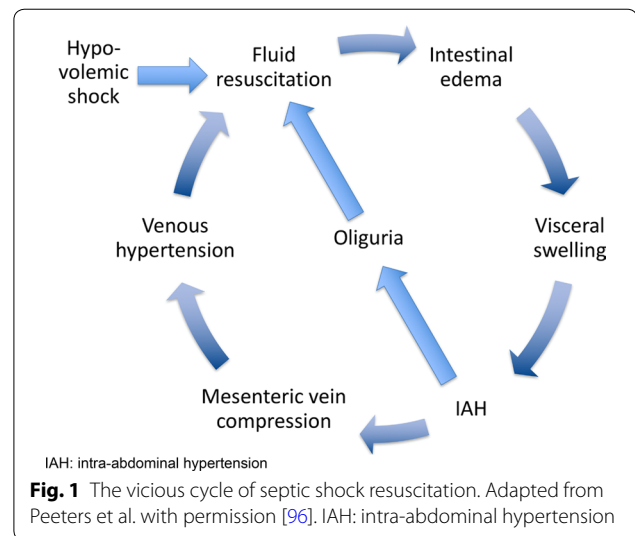 Hypo-
volemic
shock
Fluid
resuscitation
Intestinal
edema
Venous
hypertension
Oliguria
Visceral
swelling
Mesenteric vein
compression
IAH
IAH: intra-abdominal hypertension
Fig. 1 The vicious cycle of septic shock resuscitation. Adapted from
Peeters et al. with permission [96]. IAH: intra-abdominal hypertension